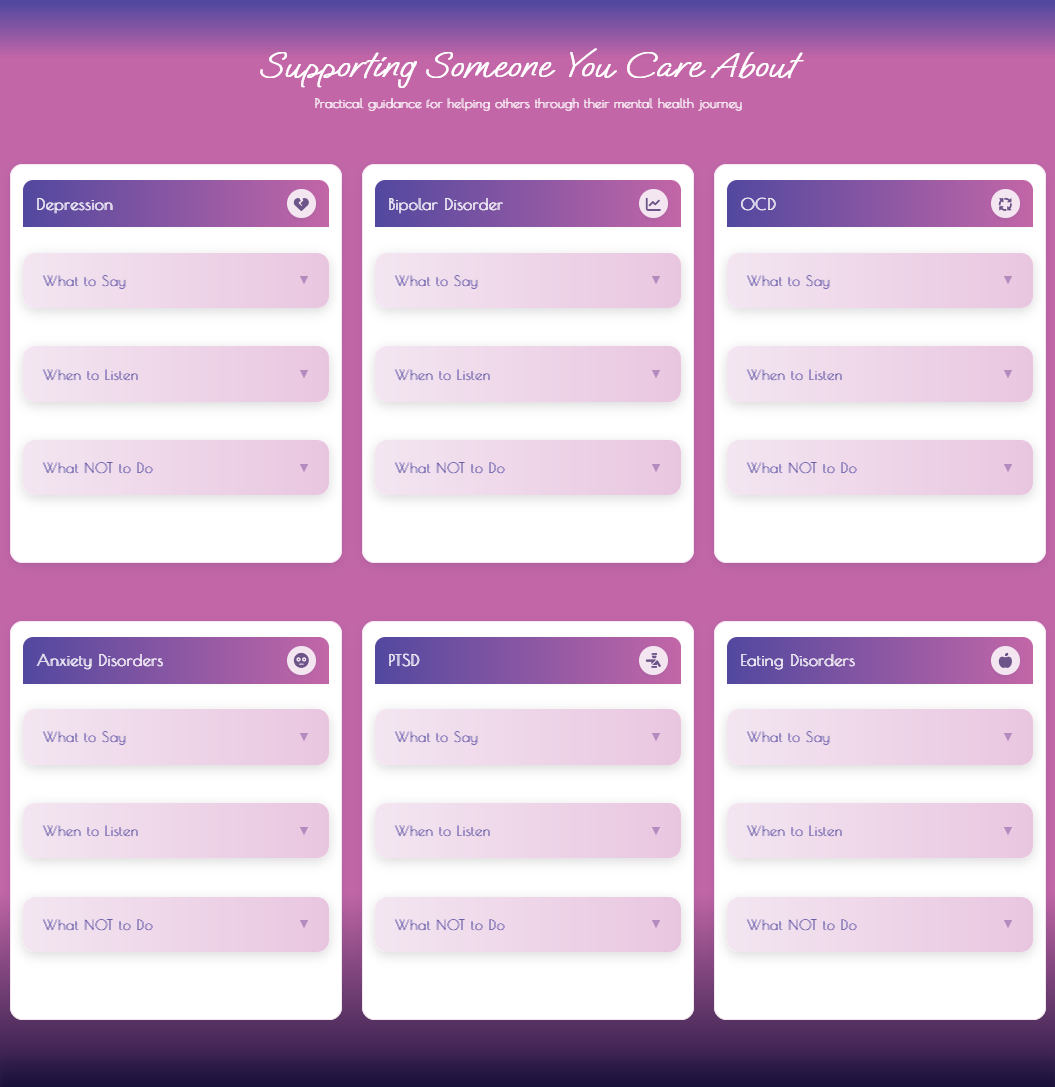 Supporting Someone You Care About
Practical guidance for helping others through their mental health journey
Depression
What to Say
When to Listen
What NOT to Do
Bipolar Disorder
What to Say
When to Listen
What NOT to Do
OCD
What to Say
When to Listen
What NOT to Do
Anxiety Disorders
What to Say
When to Listen
What NOT to Do
PTSD
What to Say
When to Listen
What NOT to Do
Eating Disorders
What to Say
When to Listen
What NOT to Do